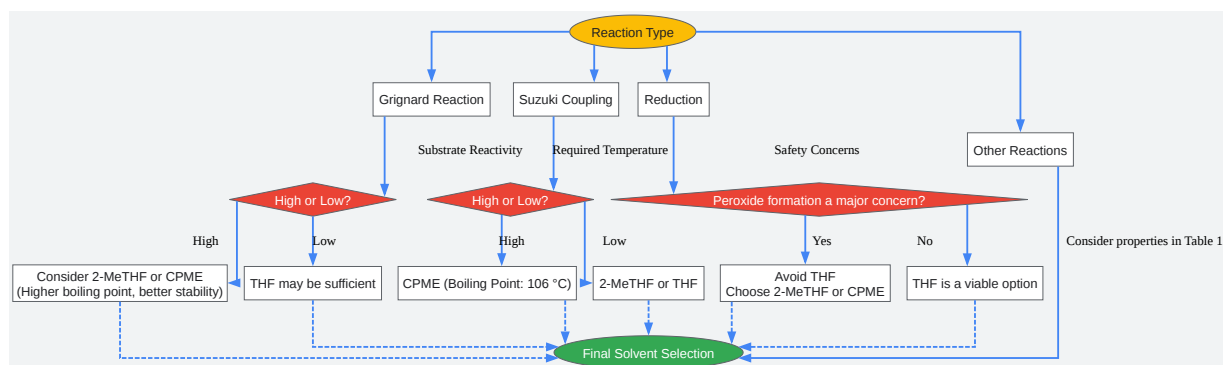 Reaction Type
Grignard Reaction
Suzuki Coupling
Reduction
Other Reactions
Substrate Reactivity
Required Temperature
Safety Concerns
High or Low?
High or Low?
Peroxide formation a major concern?
High
Low
High
Low
Yes
No
Consider properties in Table 1
Consider 2-MeTHF or CPME
(Higher boiling point, better stability)
THF may be sufficient
CPME (Boiling Point: 106 °C)
2-MeTHF or THF
Avoid THF
Choose 2-MeTHF or CPME
THF is a viable option
Final Solvent Selection